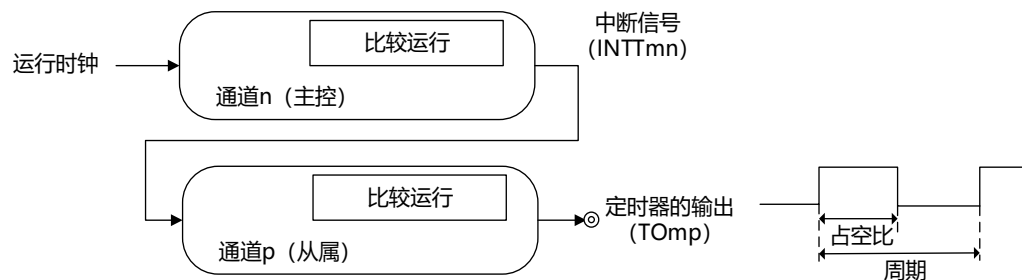 运行时钟
比较运行
通道n（主控）
中断信号
（INTTmn）
比较运行
通道p（从属）
定时器的输出
（TOmp）
占空比
周期